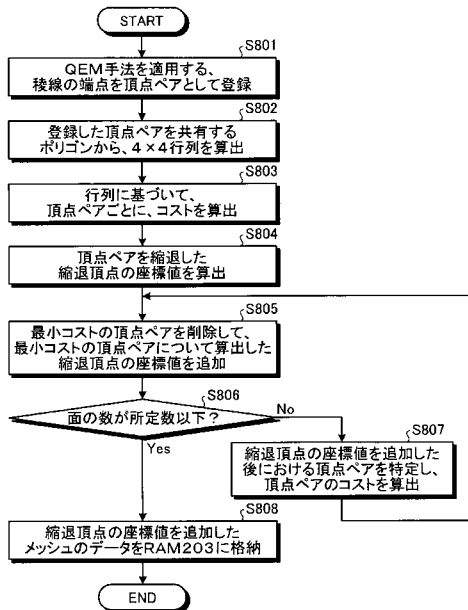 START
S801
QEM手法を適用する、
稜線の端点を頂点ペアとして登録
S802
登録した頂点ペアを共有する
ポリゴンから、4×4行列を算出
S803
行列に基づいて、
頂点ペアごとに、コストを算出
S804
頂点ペアを縮退した
縮退頂点の座標値を算出
S805
最小コストの頂点ペアを削除して、
最小コストの頂点ペアについて算出した
縮退頂点の座標値を追加
S806
面の数が所定数以下？
No
Yes
S807
縮退頂点の座標値を追加した
後における頂点ペアを特定し、
頂点ペアのコストを算出
S808
縮退頂点の座標値を追加した
メッシュのデータをRAM203に格納
END